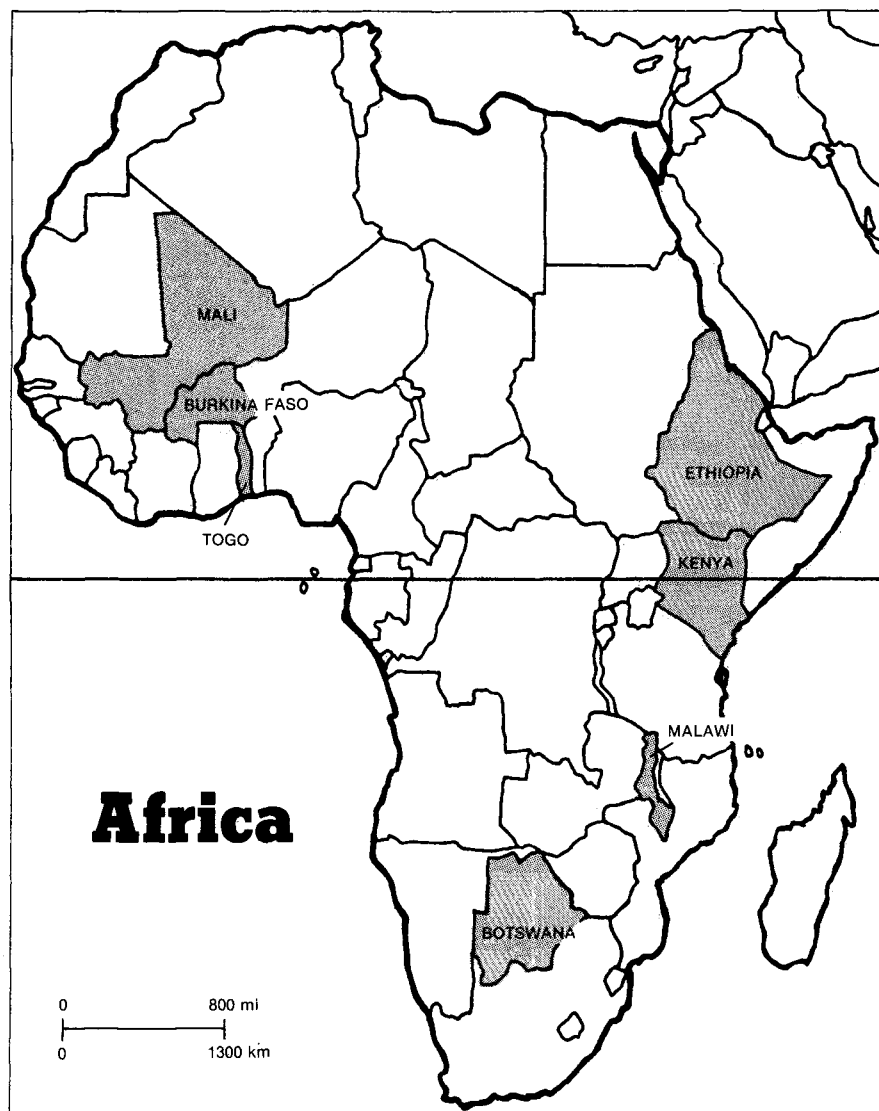 MALI
BURKINA FASO
ETHIOPIA
TOGO
KENYA
MALAWI
Africa
BOTSWANA
0 800 mi
0 1300 km